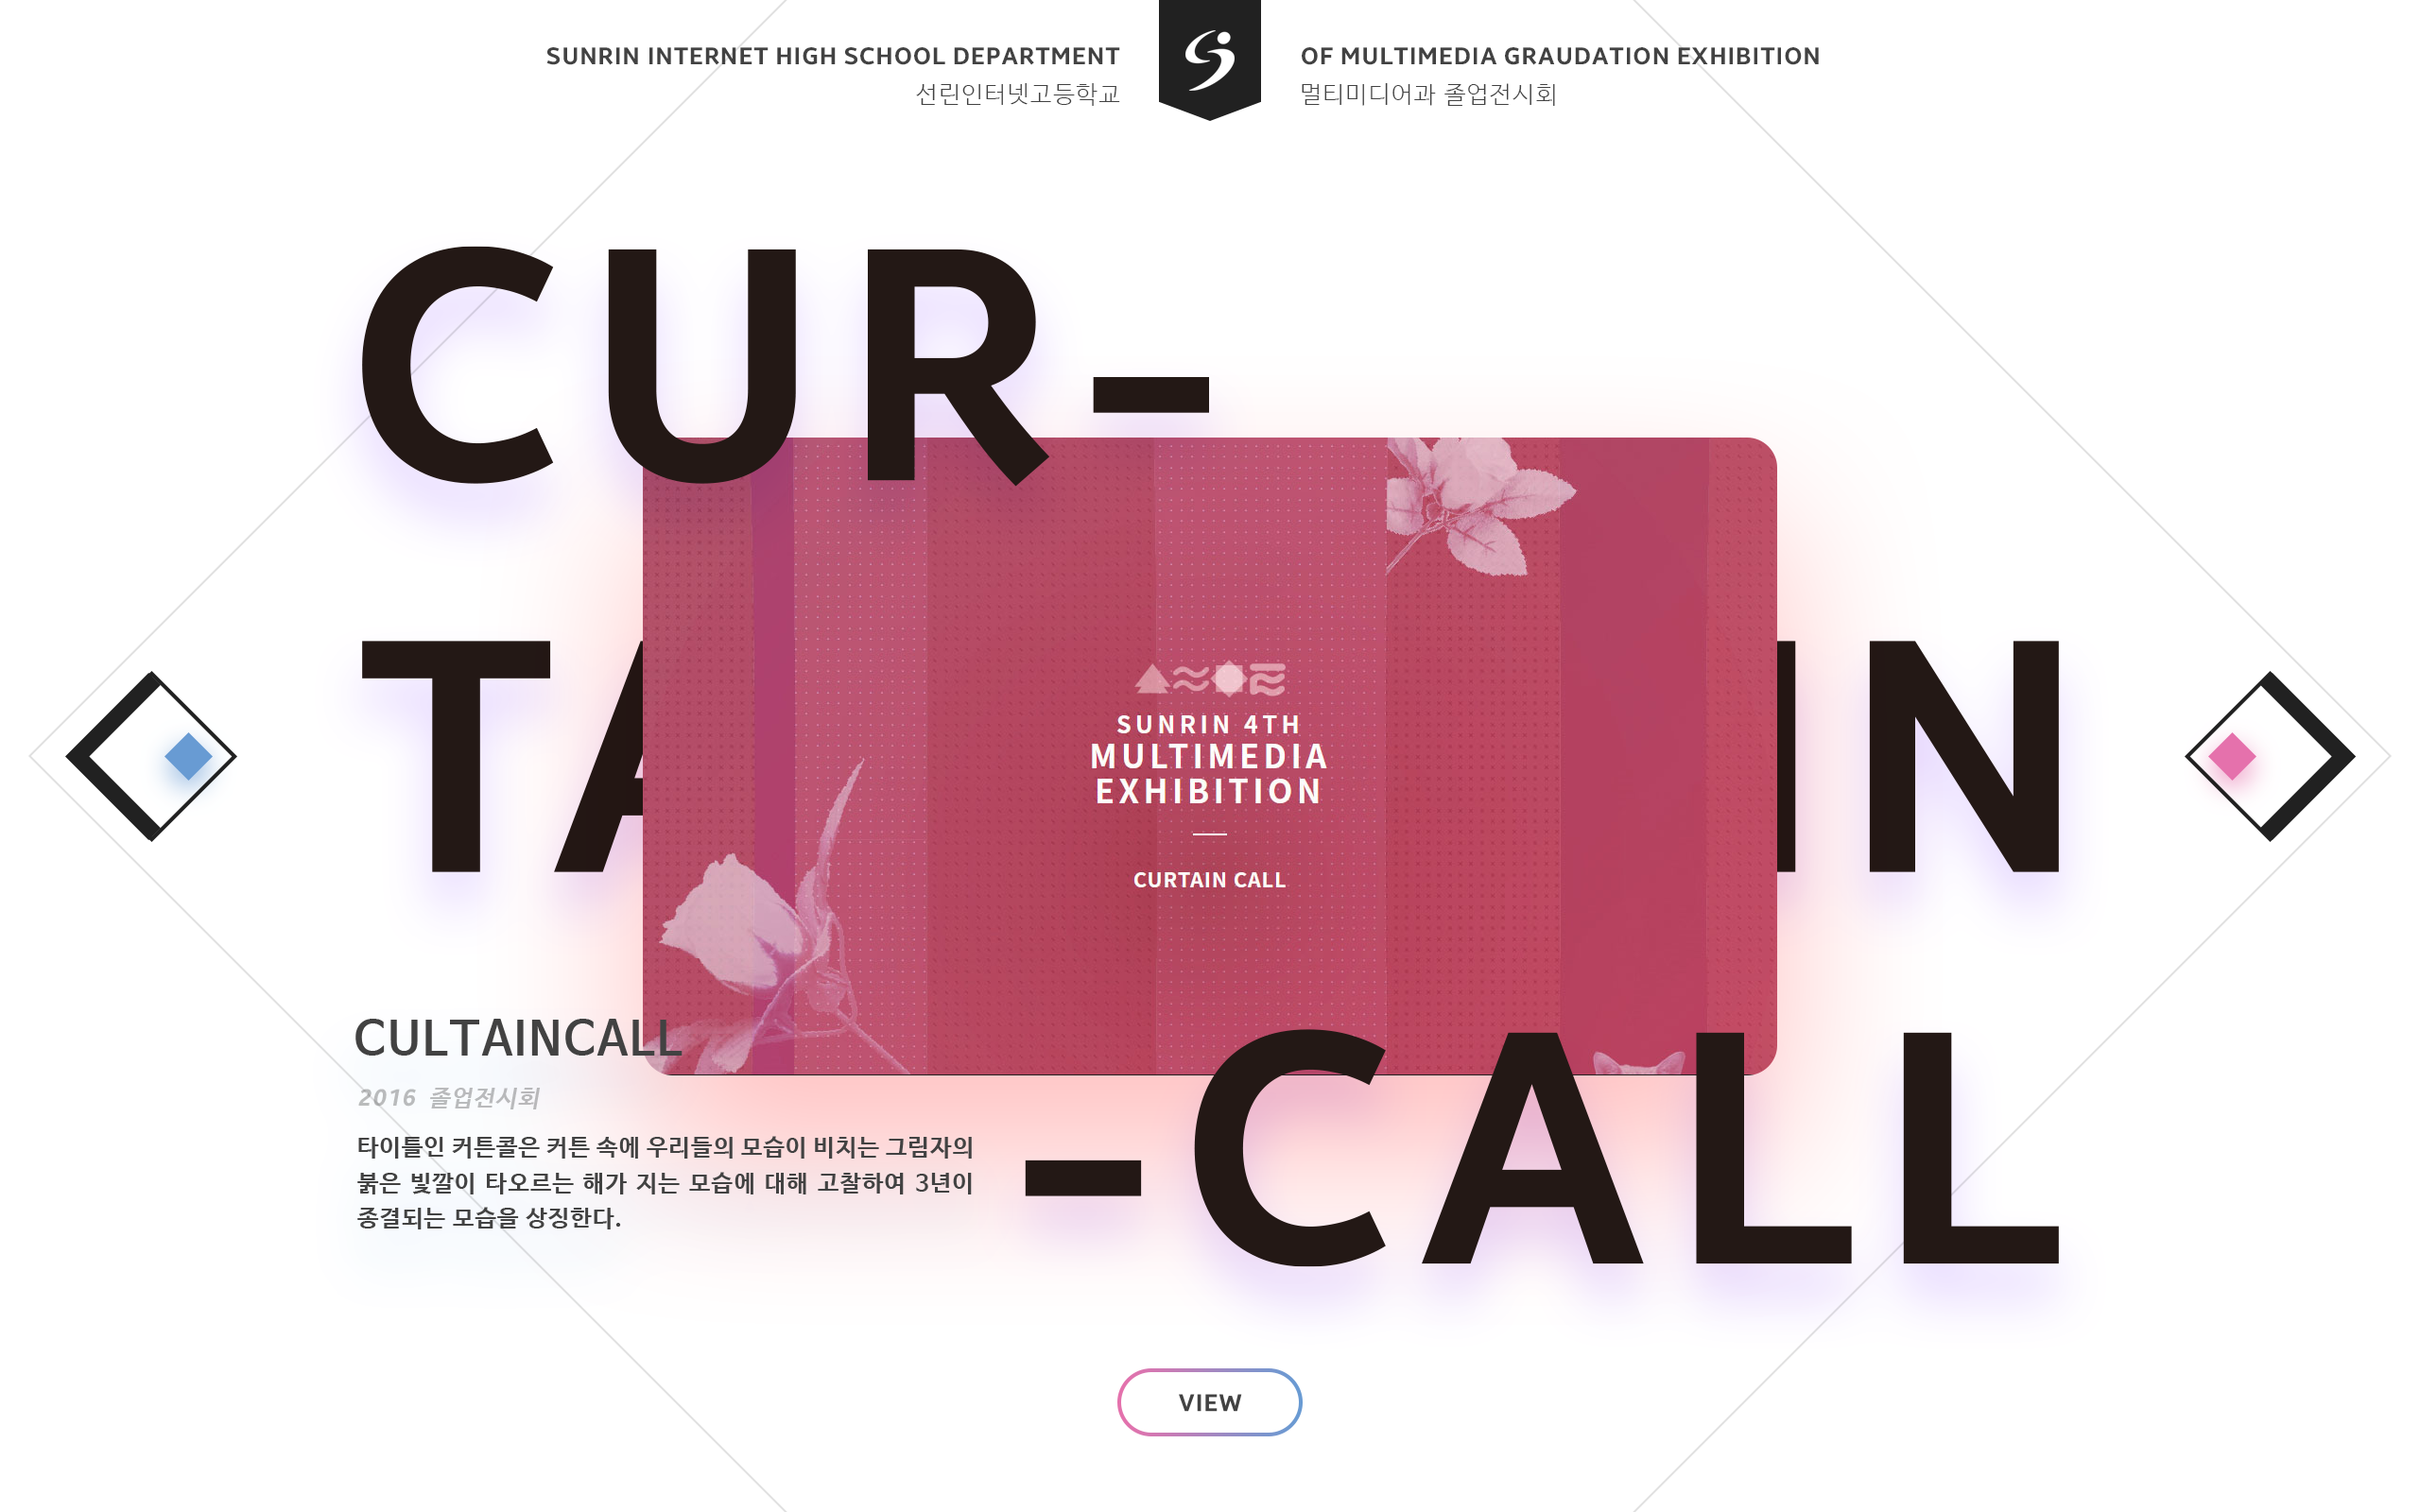 SUNRIN INTERNET HIGH SCHOOL DEPARTMENT
선린인터넷고등학교
OF MULTIMEDIA GRAUDATION EXHIBITION
멀티미디어과 졸업전시회
CUR-
TA IN
SUNRIN 4TH
MULTIMEDIA
EXHIBITION
CURTAIN CALL
-CALL
CULTAINCALL
2016 졸업전시회
타이틀인 커튼콜은 커튼 속에 우리들의 모습이 비치는 그림자의
붉은 빛깔이 타오르는 해가 지는 모습에 대해 고찰하여 3년이
종결되는 모습을 상징한다.
VIEW